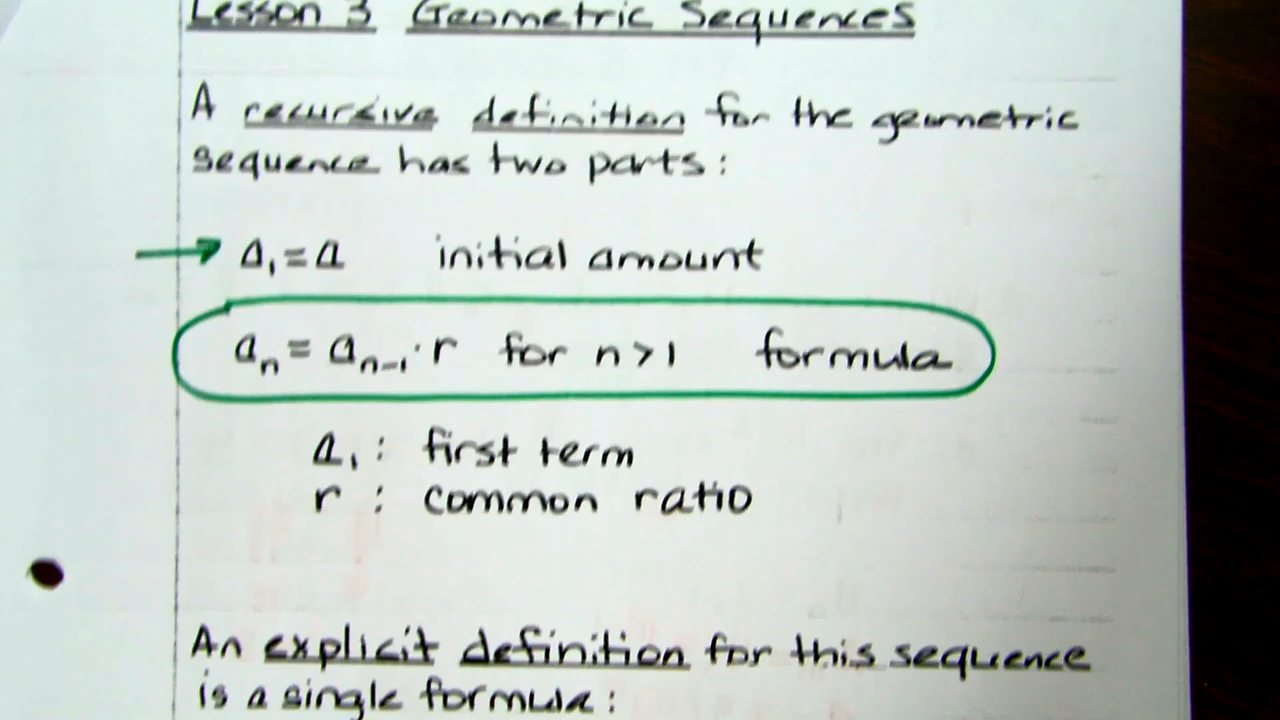 Lesson 3 Geometric Sequences
A recursive definition for the geometric
sequence has two parts:
a₁ = a initial amount
aₙ = aₙ₋₁ · r for n > 1 formula
a₁ : first term
r : common ratio
An explicit definition for this sequence
is a single formula: